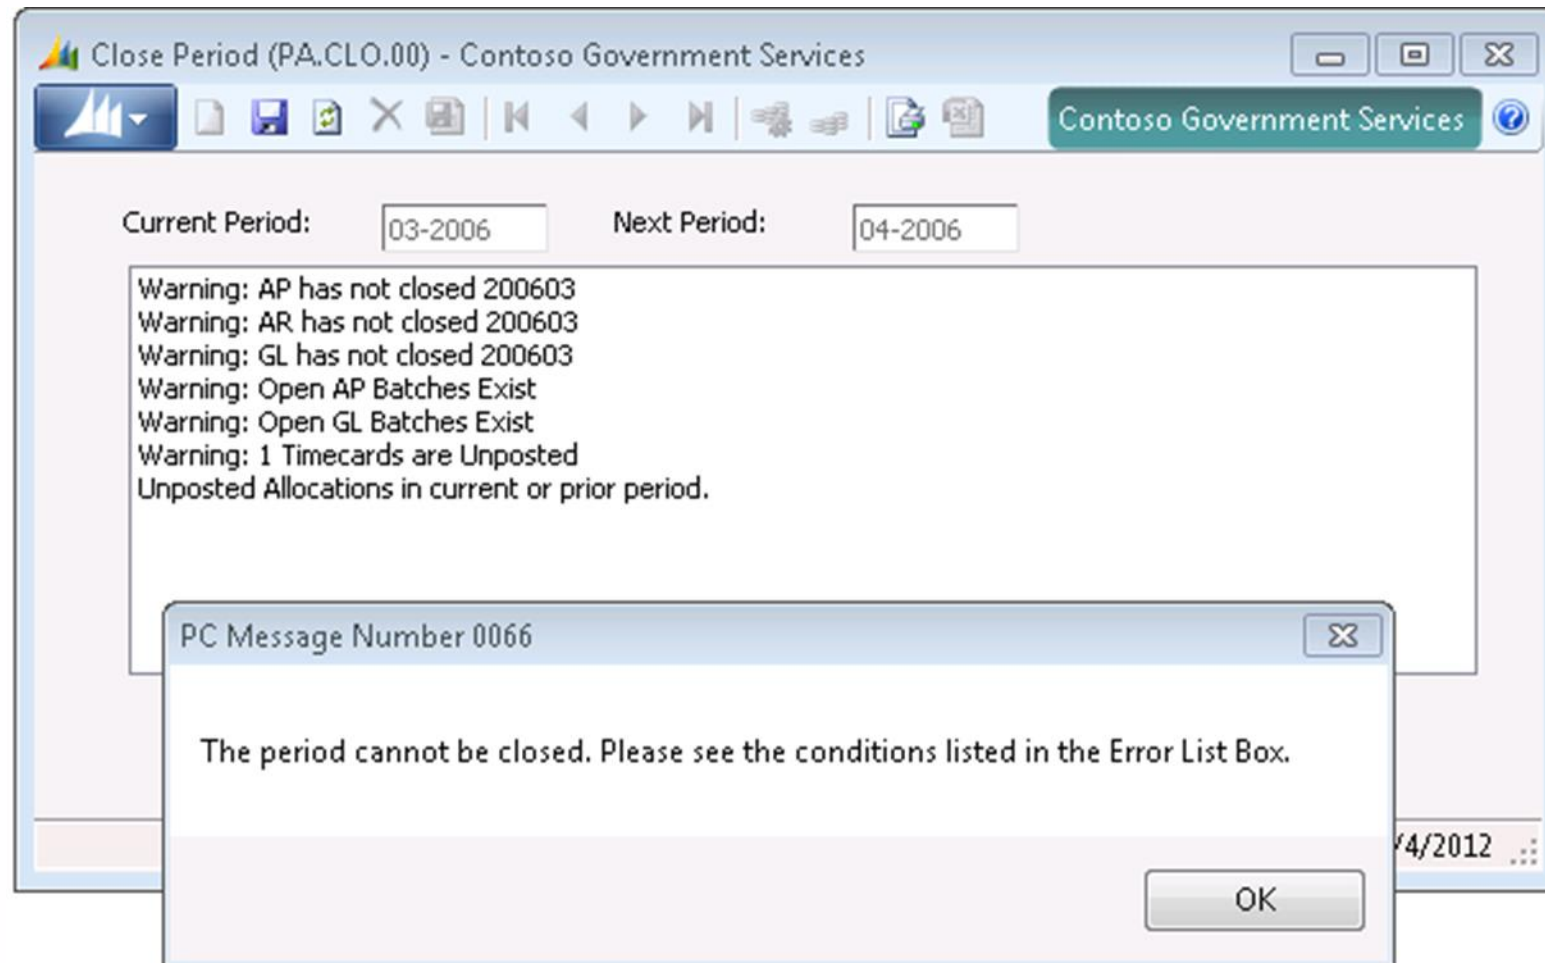 Close Period (PA.CLO.00) - Contoso Government Services
Contoso Government Services
Current Period: 03-2006 Next Period: 04-2006
Warning: AP has not closed 200603
Warning: AR has not closed 200603
Warning: GL has not closed 200603
Warning: Open AP Batches Exist
Warning: Open GL Batches Exist
Warning: 1 Timecards are Unposted
Unposted Allocations in current or prior period.
PC Message Number 0066
The period cannot be closed. Please see the conditions listed in the Error List Box.
/4/2012
OK